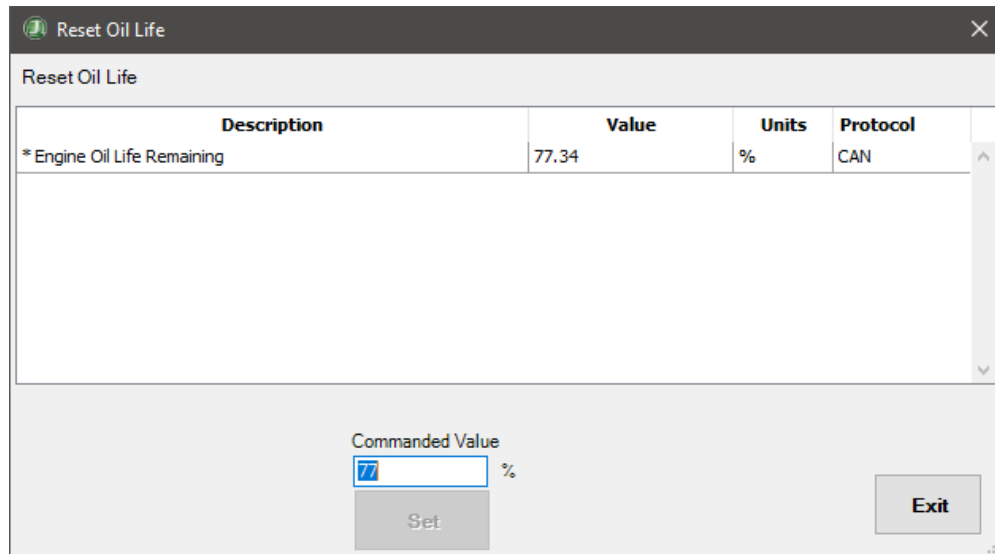 Reset Oil Life
Reset Oil Life
Description Value Units Protocol
* Engine Oil Life Remaining 77.34 % CAN
Commanded Value
77 %
Set
Exit